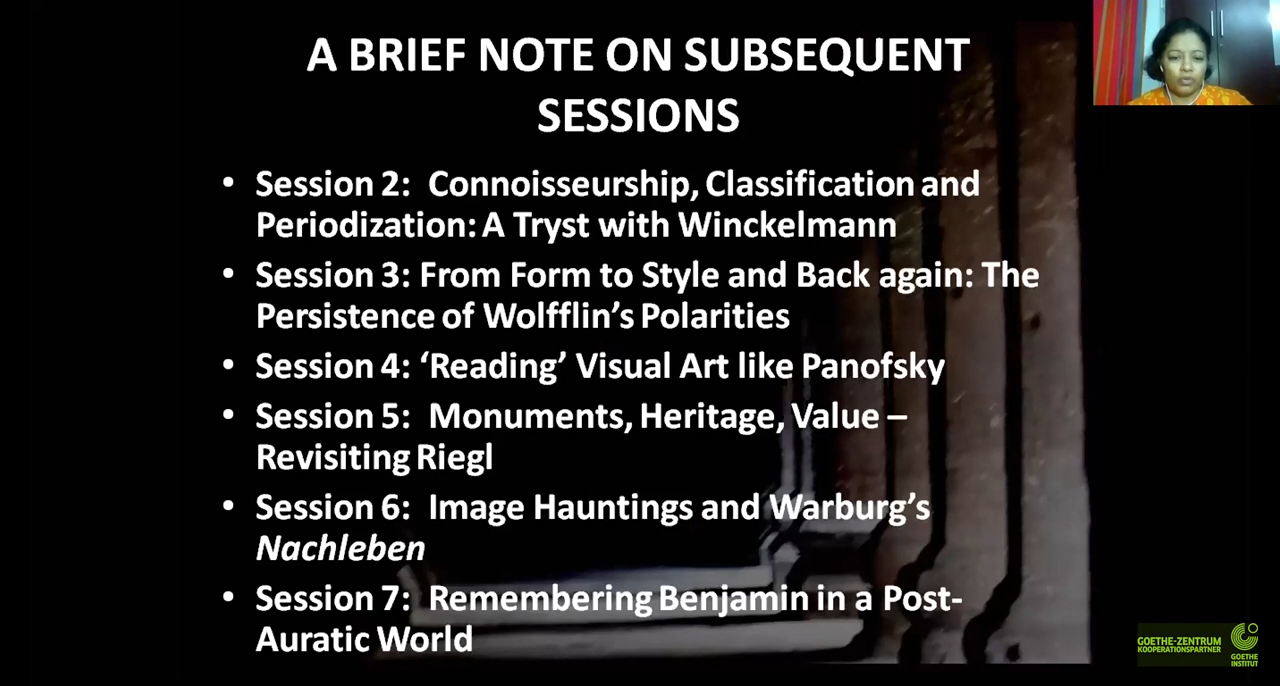 A BRIEF NOTE ON SUBSEQUENT
SESSIONS
• Session 2: Connoisseurship, Classification and
Periodization: A Tryst with Winckelmann
• Session 3: From Form to Style and Back again: The
Persistence of Wolfflin’s Polarities
• Session 4: ‘Reading’ Visual Art like Panofsky
• Session 5: Monuments, Heritage, Value –
Revisiting Riegl
• Session 6: Image Hauntings and Warburg’s
Nachleben
• Session 7: Remembering Benjamin in a Post-
Auratic World
GOETHE-ZENTRUM
KOOPERATIONSPARTNER
GOETHE
INSTITUT